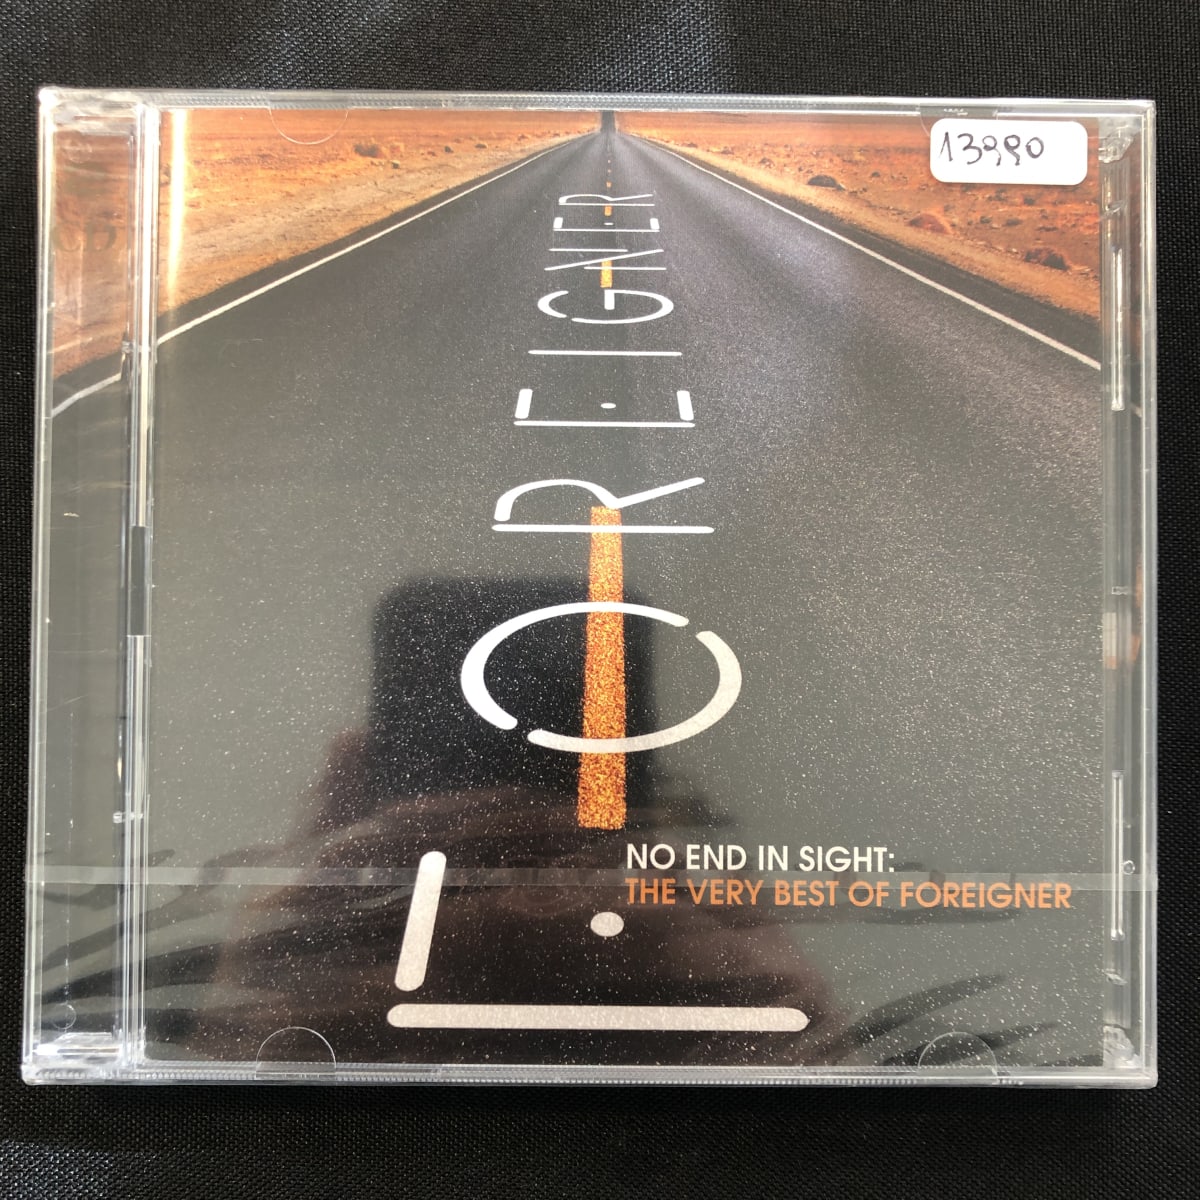 13990
FOREIGNER
NO END IN SIGHT:
THE VERY BEST OF FOREIGNER